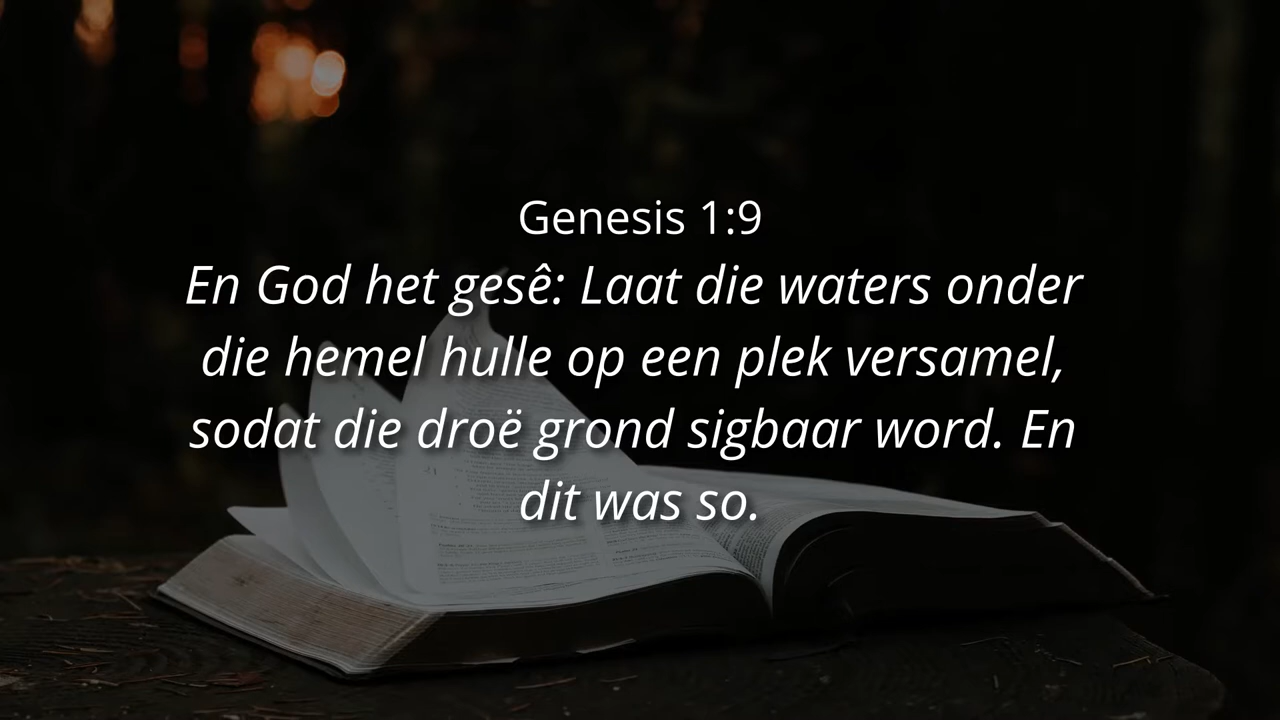 Genesis 1:9
En God het gesê: Laat die waters onder
die hemel hulle op een plek versamel,
sodat die droë grond sigbaar word. En
dit was so.